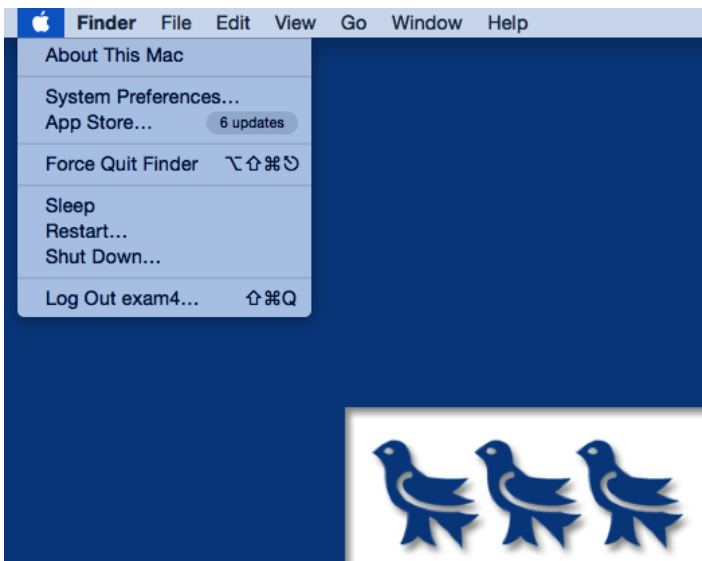 Finder File Edit View Go Window Help
About This Mac
System Preferences...
App Store... 6 updates
Force Quit Finder ⌥⇧⌘⎋
Sleep
Restart...
Shut Down...
Log Out exam4... ⇧⌘Q